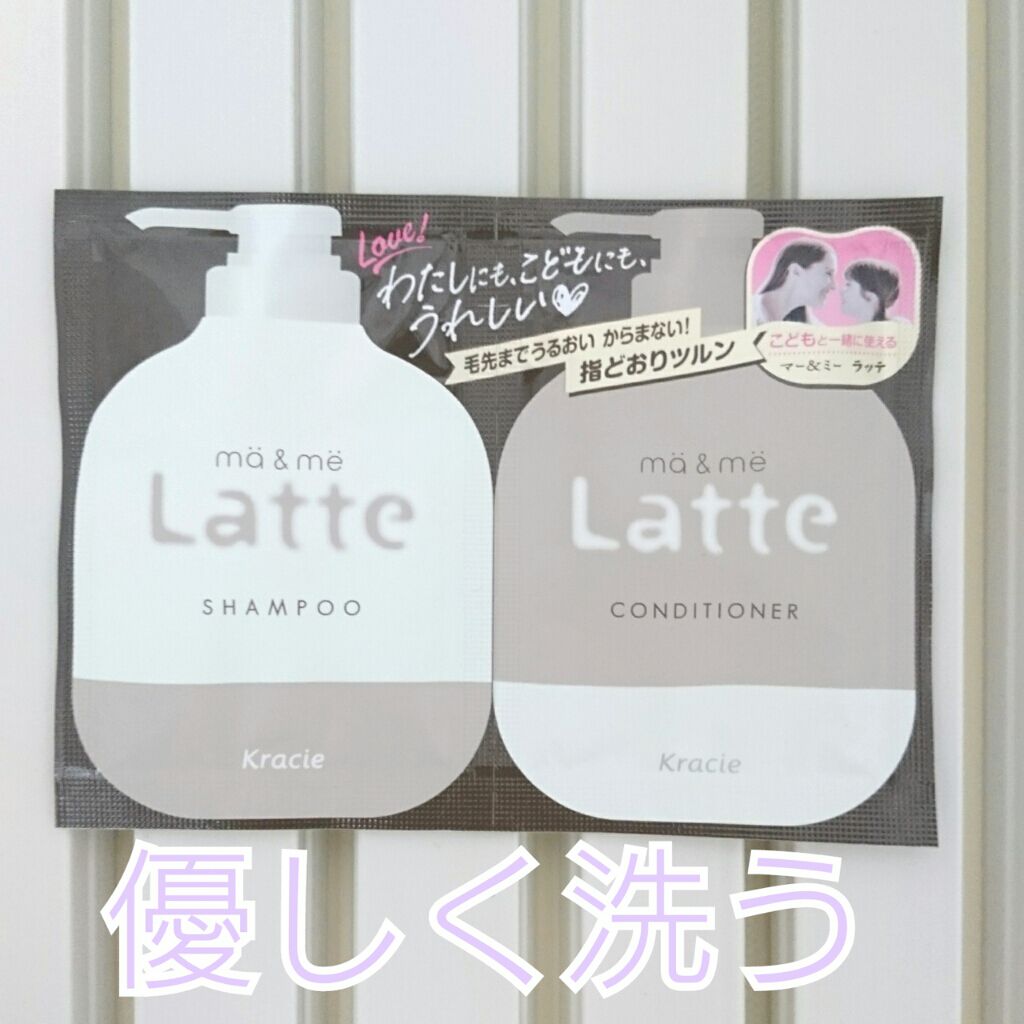 Love!
わたしにも、こどもにも、
うれしい♡
毛先までうるおい からまない!
指どおりツルン
こどもと一緒に使える
マー&ミー ラッテ
mä & më
Latte
SHAMPOO
Kracie
mä & më
Latte
CONDITIONER
Kracie
優しく洗う